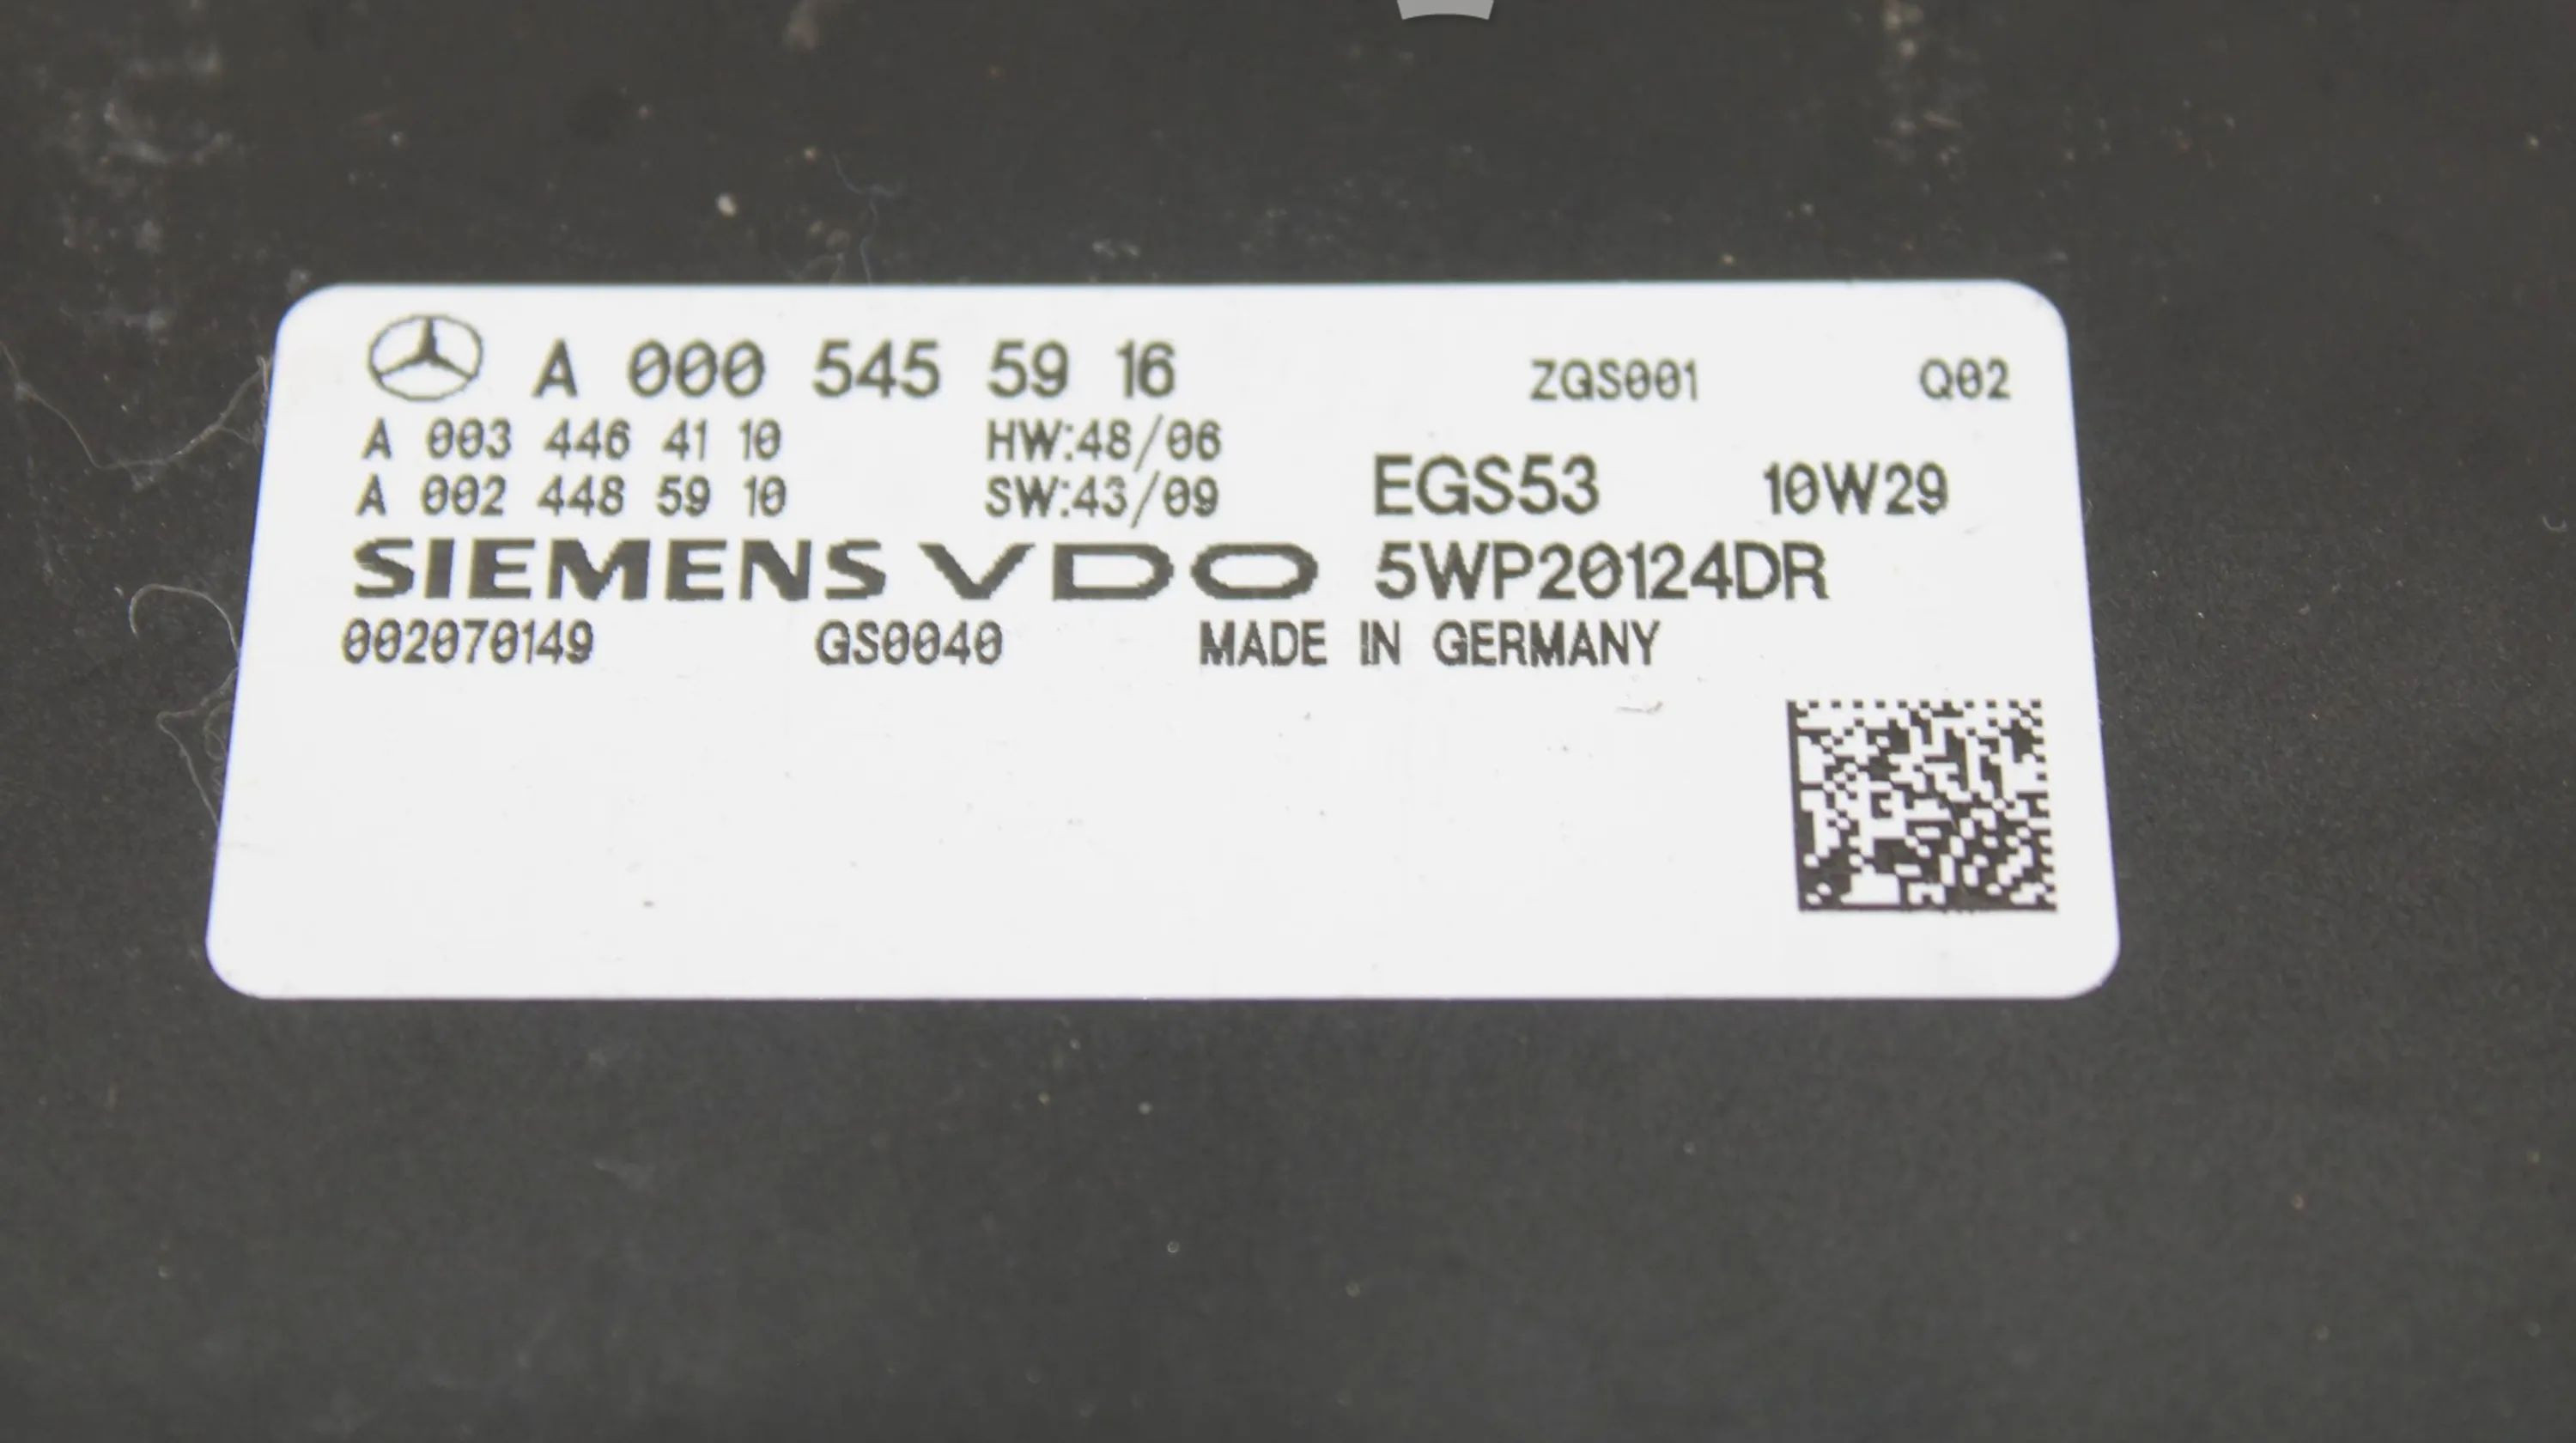 A 000 545 59 16 ZGS001 Q02
A 003 446 41 10 HW:48/06
A 002 448 59 10 SW:43/09 EGS53 10W29
SIEMENS VDO 5WP20124DR
002070149 GS0040 MADE IN GERMANY